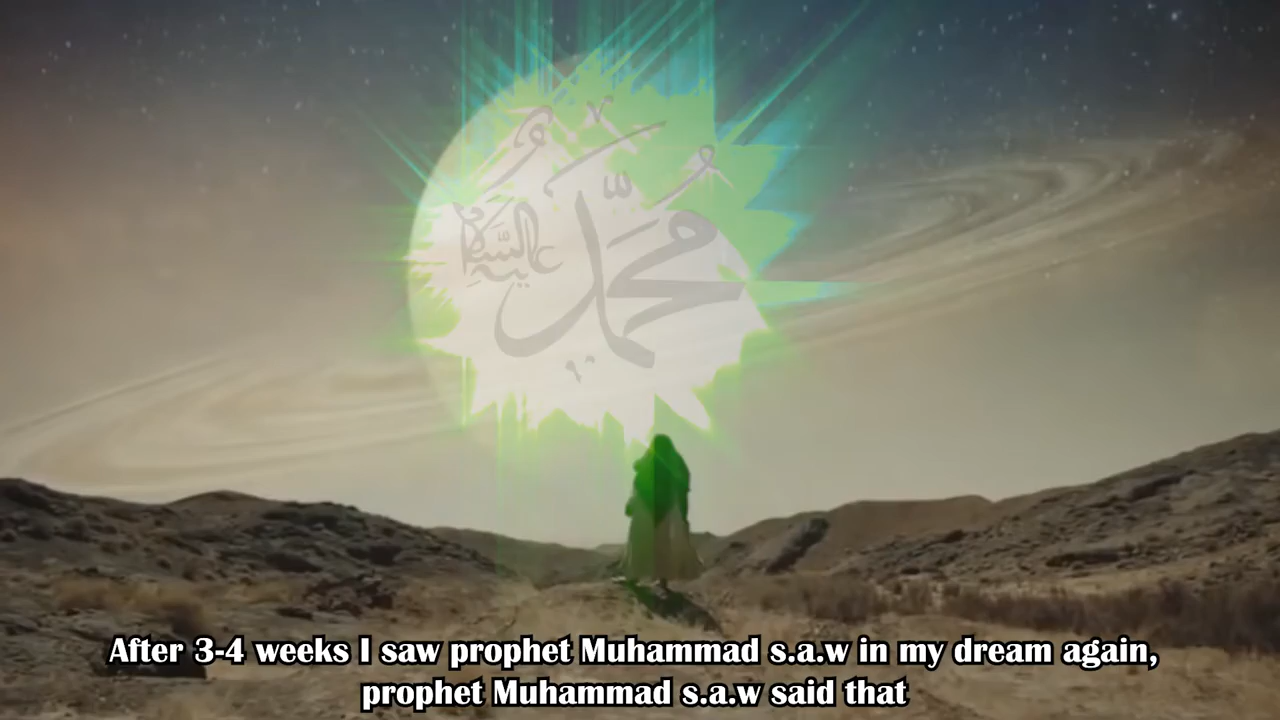 محمد
عليه السلام
After 3-4 weeks I saw prophet Muhammad s.a.w in my dream again,
prophet Muhammad s.a.w said that